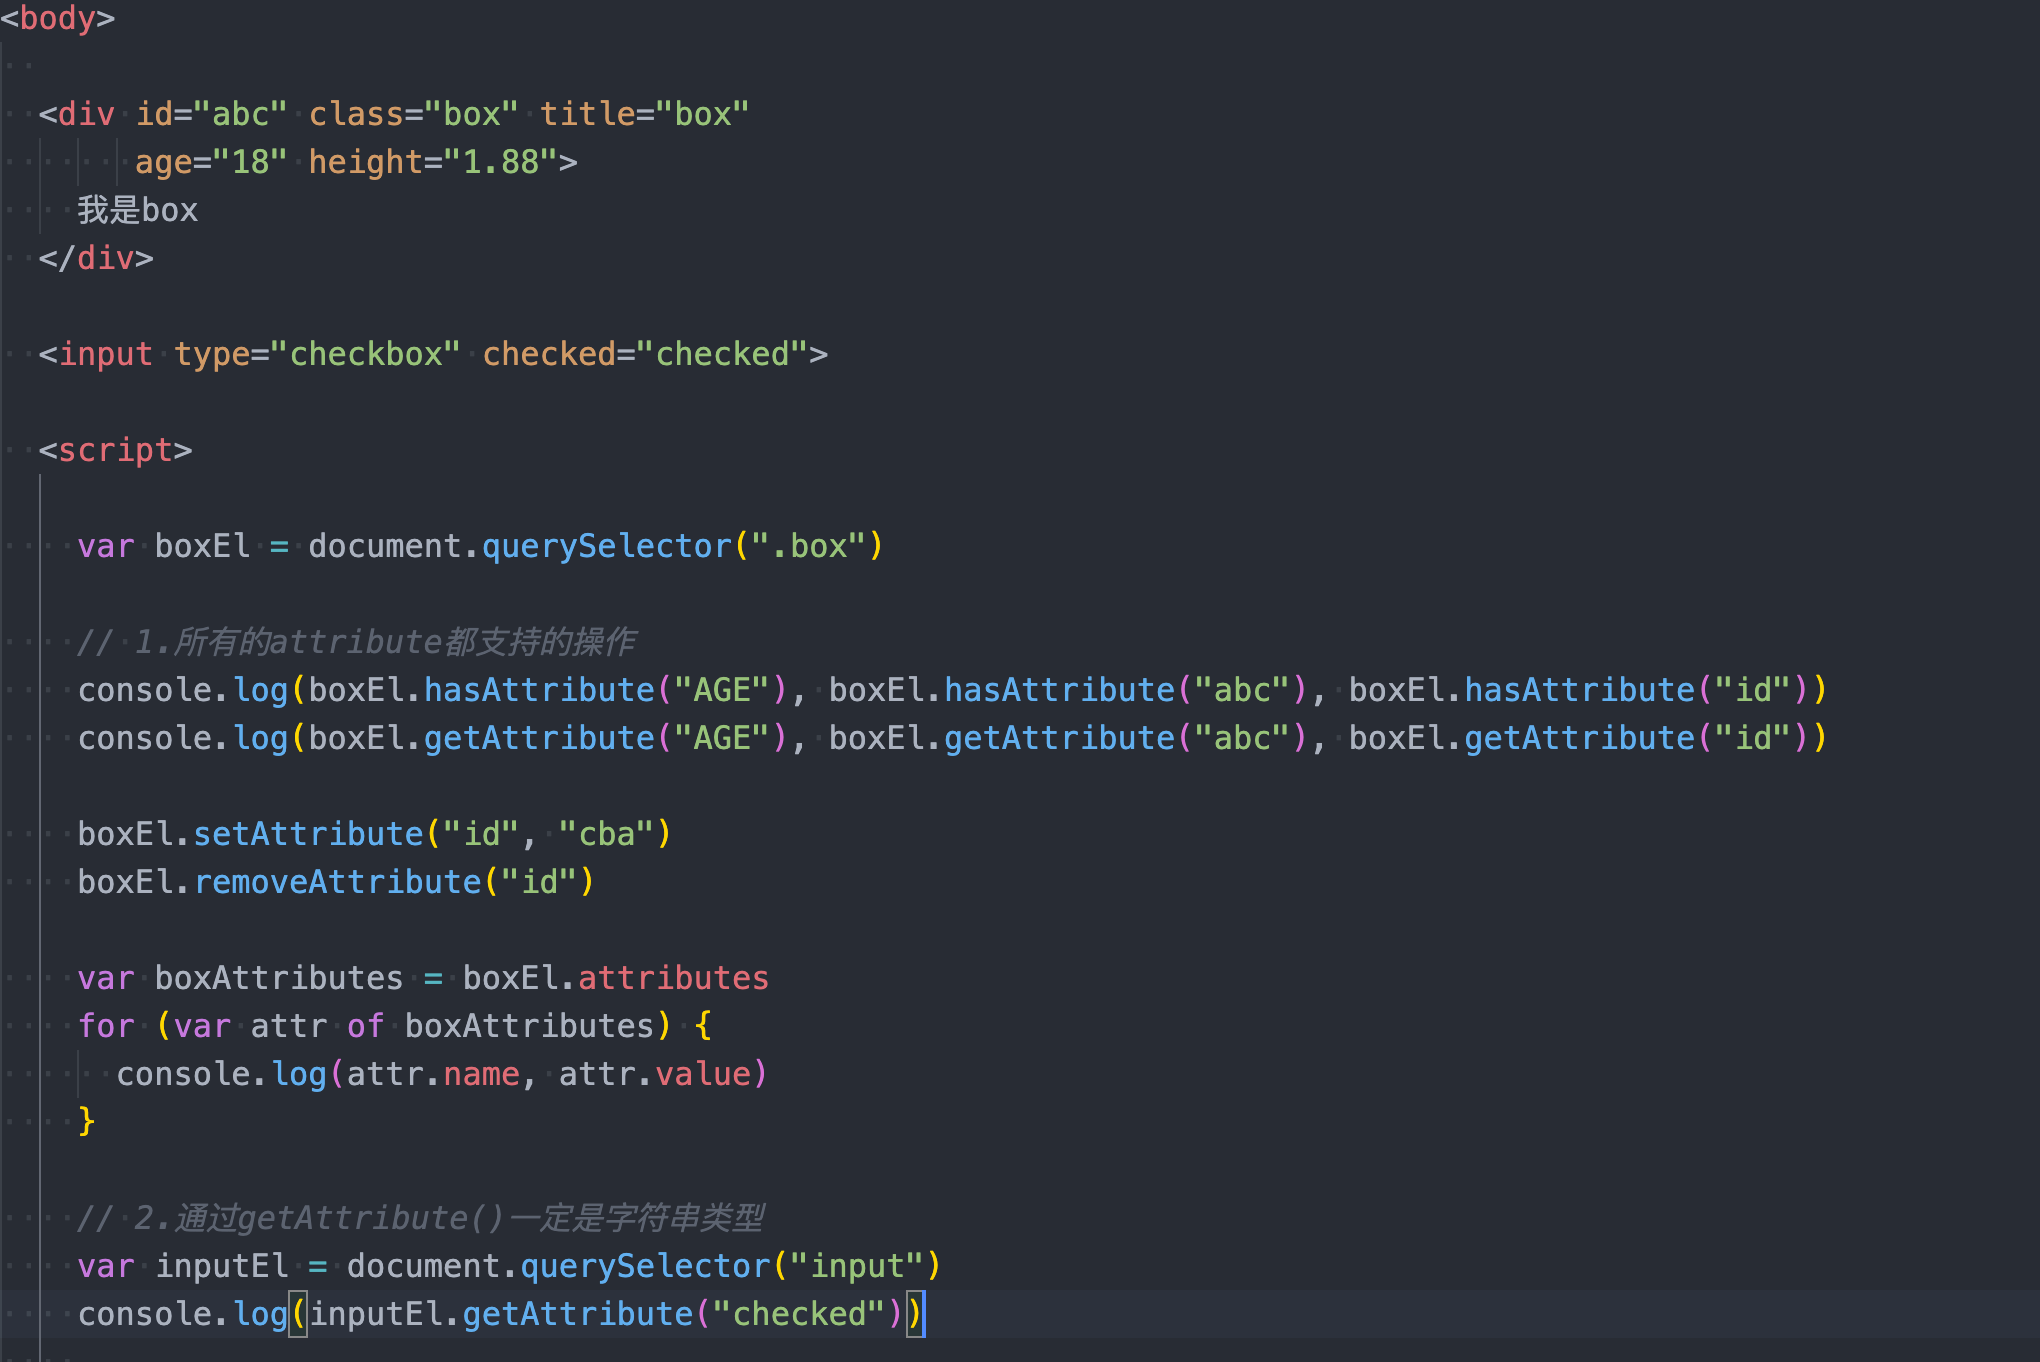 <body>
<div id="abc" class="box" title="box"
age="18" height="1.88">
我是box
</div>
<input type="checkbox" checked="checked">
<script>
var boxEl = document.querySelector(".box")
// 1.所有的attribute都支持的操作
console.log(boxEl.hasAttribute("AGE"), boxEl.hasAttribute("abc"), boxEl.hasAttribute("id"))
console.log(boxEl.getAttribute("AGE"), boxEl.getAttribute("abc"), boxEl.getAttribute("id"))
boxEl.setAttribute("id", "cba")
boxEl.removeAttribute("id")
var boxAttributes = boxEl.attributes
for (var attr of boxAttributes) {
console.log(attr.name, attr.value)
}
// 2.通过getAttribute()一定是字符串类型
var inputEl = document.querySelector("input")
console.log(inputEl.getAttribute("checked"))